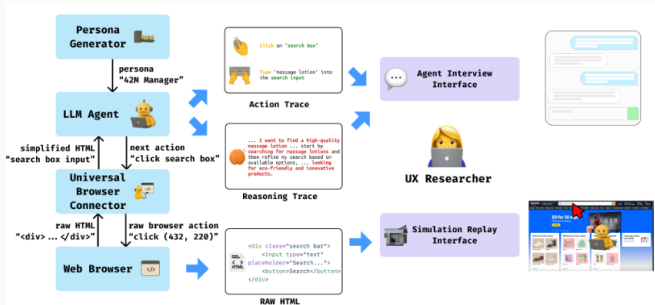 Persona
Generator
persona
"42M Manager"
LLM Agent
simplified HTML
"search box input"
next action
"click search box"
Universal
Browser
Connector
raw HTML
"<div>...</div>"
raw browser action
"click (432, 220)"
Web Browser
Click on "search box"
Type "massage lotion" into
the search input
Action Trace
... I want to find a high-quality
massage lotion ... start by
searching for massage lotions and
then refine my search based on
available options, ... looking
for eco-friendly and innovative
products.
Reasoning Trace
HTML
<div class="search bar">
<input type="text"
placeholder="Search...">
<button>Search</button>
</div>
RAW HTML
Agent Interview
Interface
UX Researcher
Simulation Replay
Interface